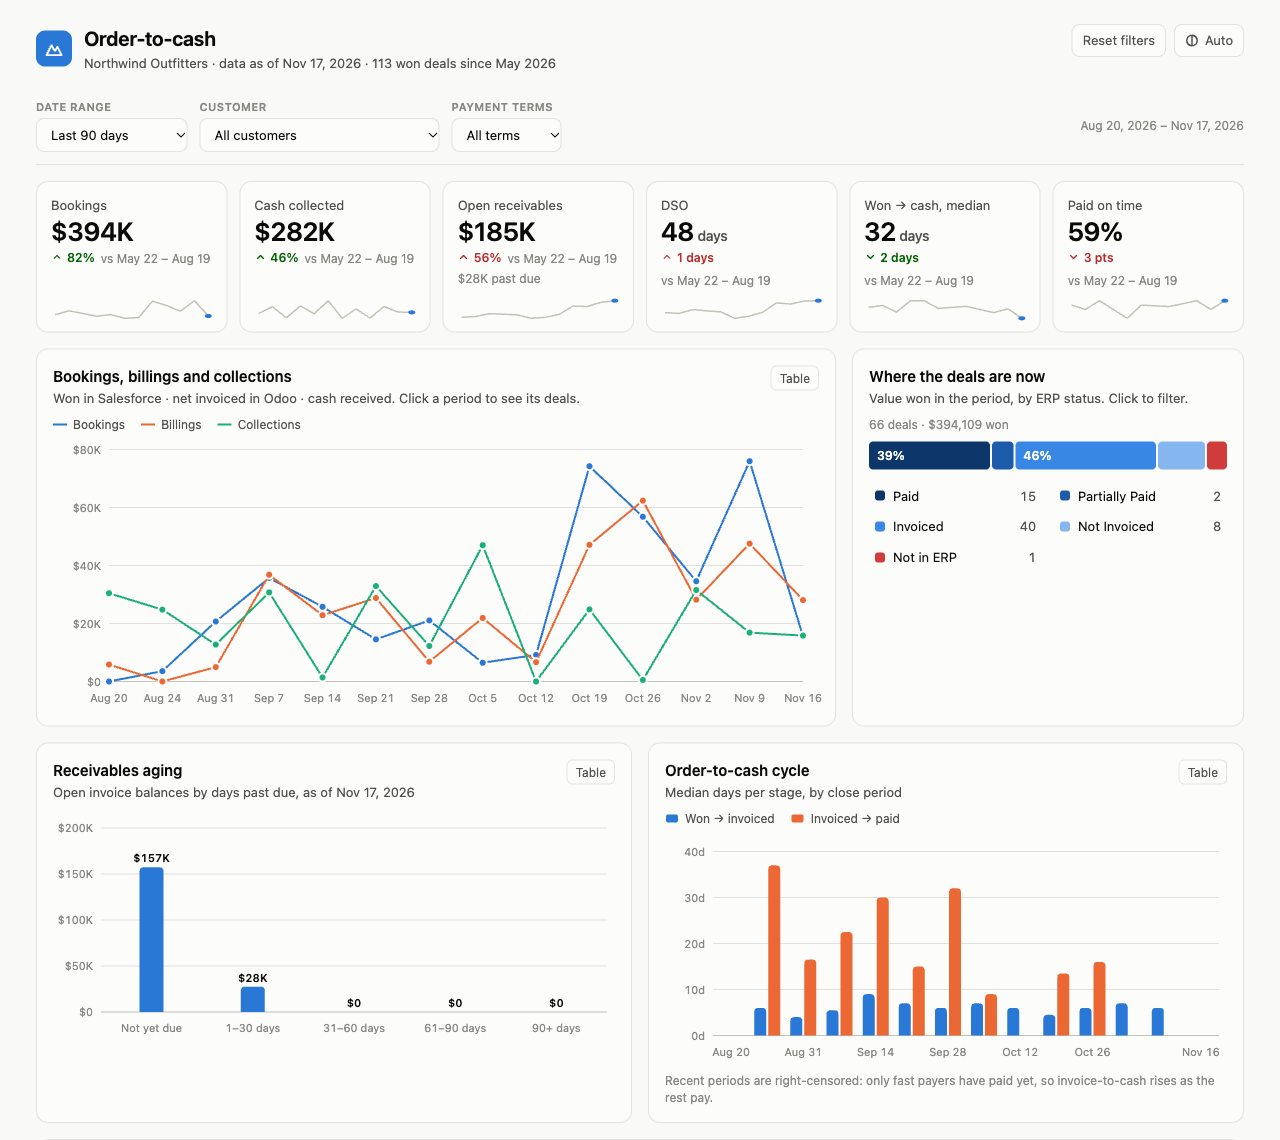 Order-to-cash
Northwind Outfitters · data as of Nov 17, 2026 · 113 won deals since May 2026
Reset filters
Auto
DATE RANGE
CUSTOMER
PAYMENT TERMS
Last 90 days
All customers
All terms
Aug 20, 2026 – Nov 17, 2026
Bookings
$394K
82% vs May 22 – Aug 19
Cash collected
$282K
46% vs May 22 – Aug 19
Open receivables
$185K
56% vs May 22 – Aug 19
$28K past due
DSO
48 days
1 days
vs May 22 – Aug 19
Won → cash, median
32 days
2 days
vs May 22 – Aug 19
Paid on time
59%
3 pts
vs May 22 – Aug 19
Bookings, billings and collections
Won in Salesforce · net invoiced in Odoo · cash received. Click a period to see its deals.
Table
Bookings Billings Collections
$80K
$60K
$40K
$20K
$0
Aug 20 Aug 24 Aug 31 Sep 7 Sep 14 Sep 21 Sep 28 Oct 5 Oct 12 Oct 19 Oct 26 Nov 2 Nov 9 Nov 16
Where the deals are now
Value won in the period, by ERP status. Click to filter.
66 deals · $394,109 won
39% 46%
Paid 15 Partially Paid 2
Invoiced 40 Not Invoiced 8
Not in ERP 1
Receivables aging
Open invoice balances by days past due, as of Nov 17, 2026
Table
$200K
$150K
$100K
$50K
$0
$157K
$28K
$0
$0
$0
Not yet due 1–30 days 31–60 days 61–90 days 90+ days
Order-to-cash cycle
Median days per stage, by close period
Table
Won → invoiced Invoiced → paid
40d
30d
20d
10d
0d
Aug 20 Aug 31 Sep 14 Sep 28 Oct 12 Oct 26 Nov 16
Recent periods are right-censored: only fast payers have paid yet, so invoice-to-cash rises as the
rest pay.